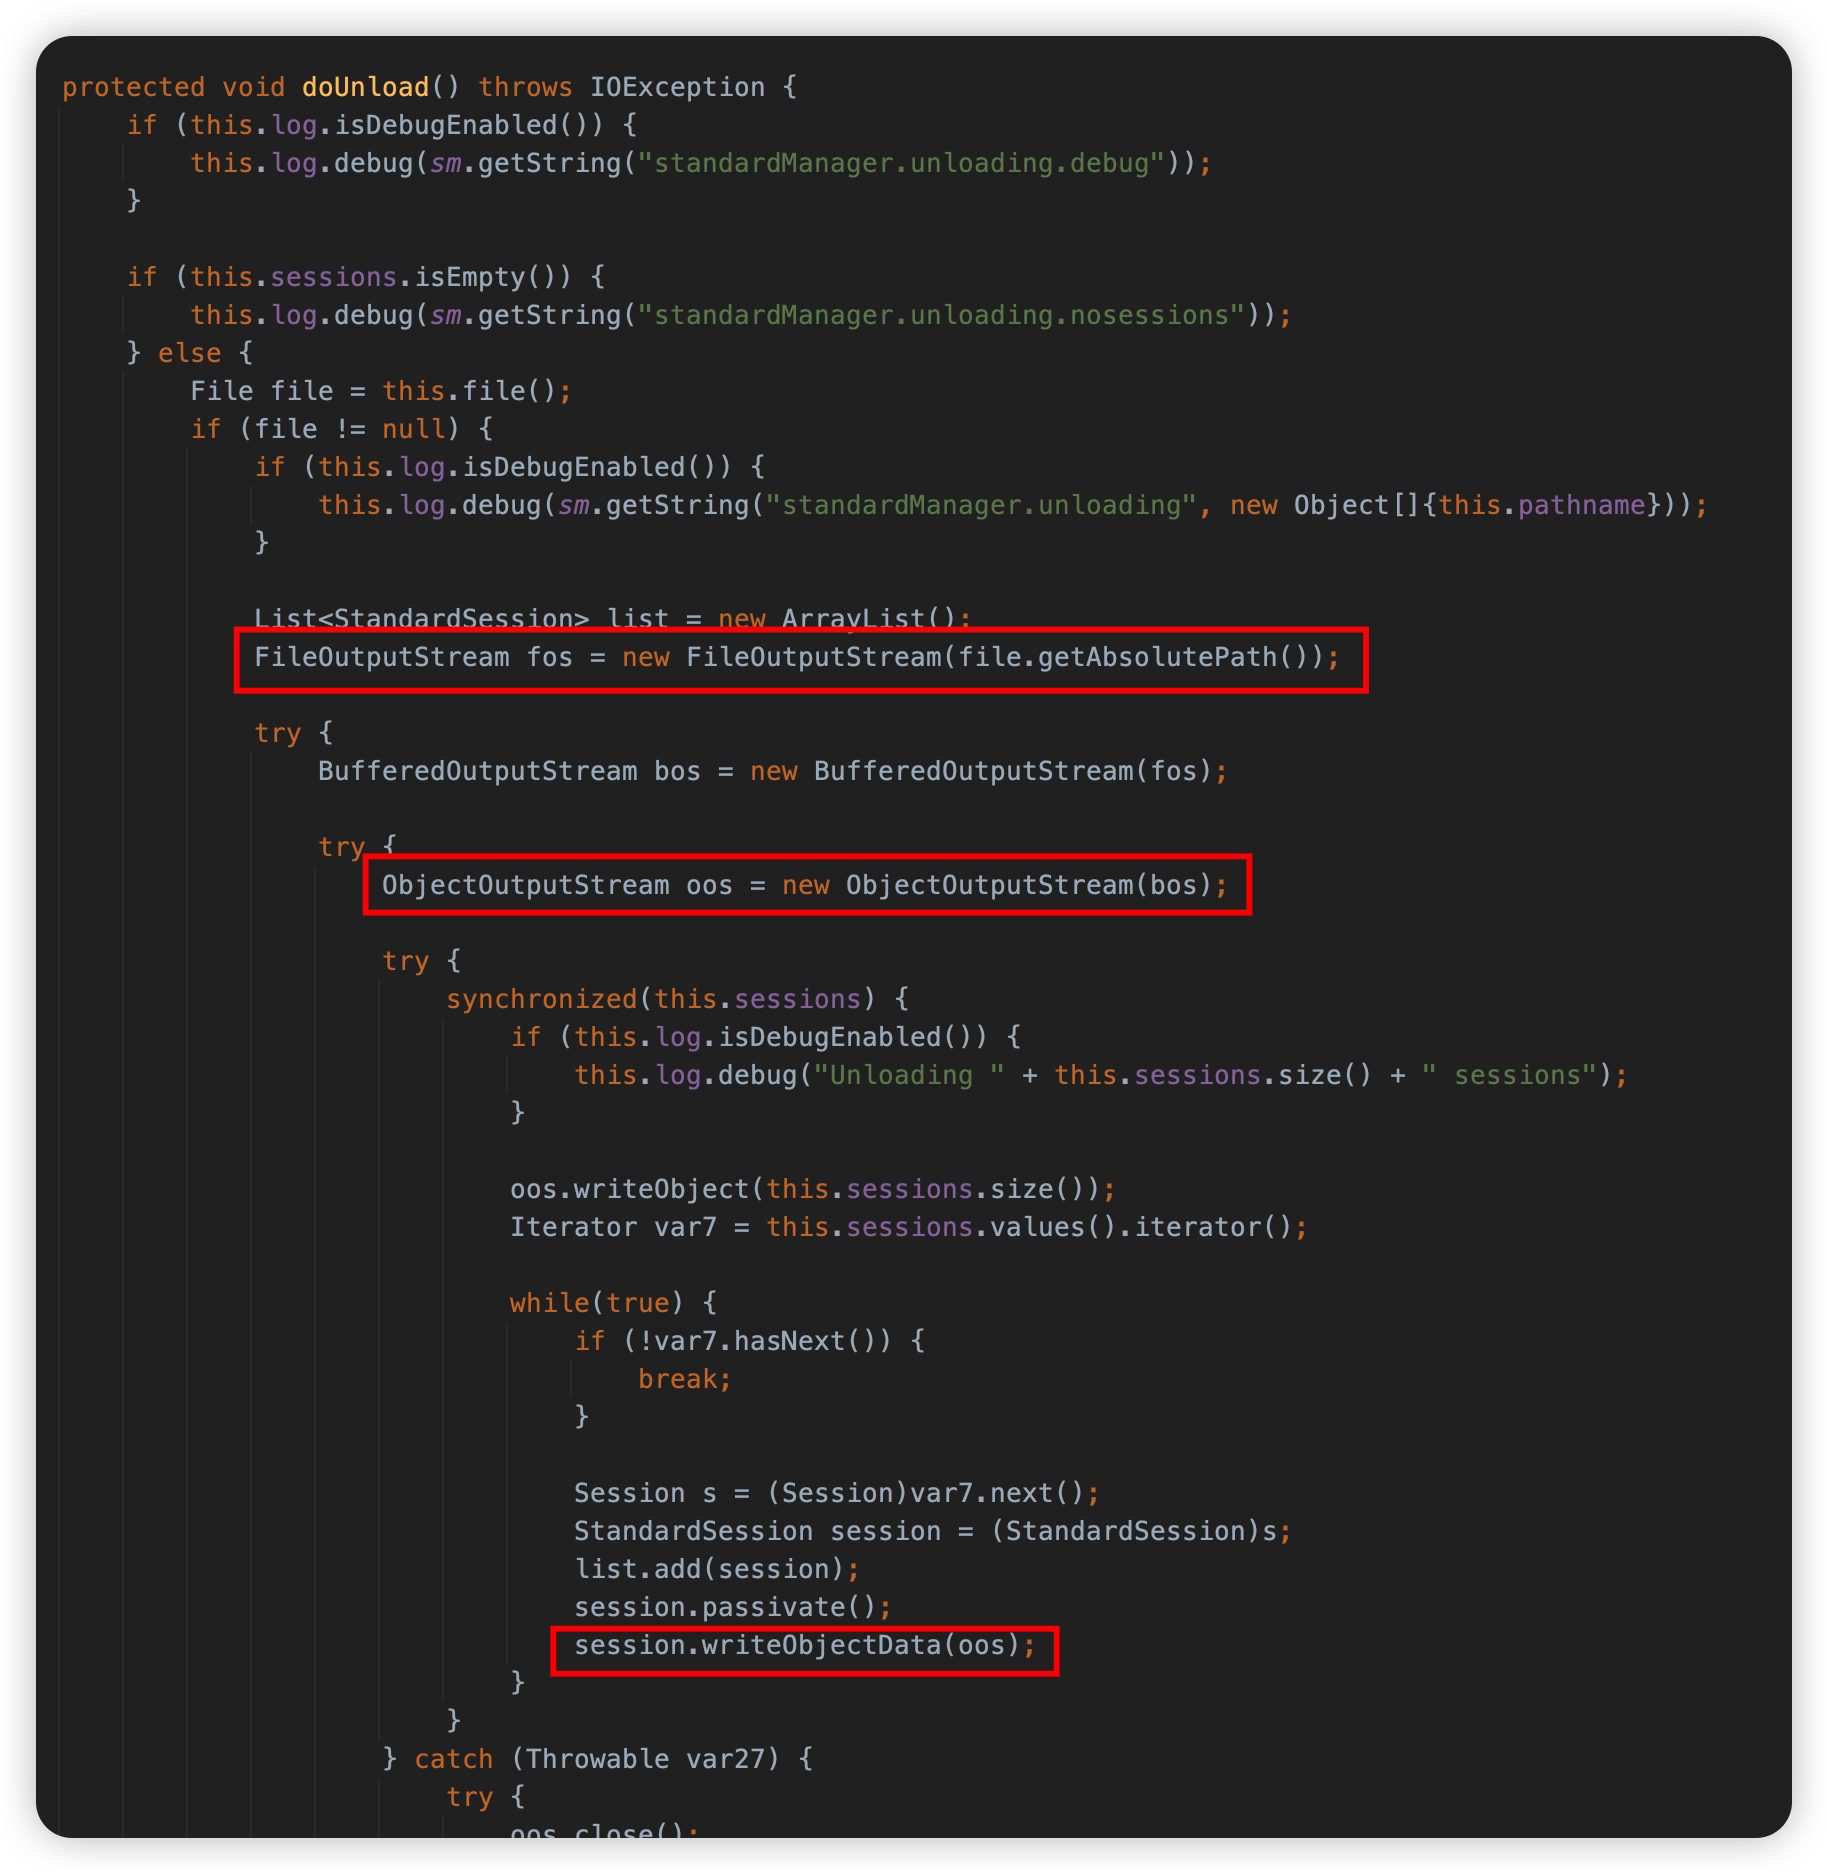 protected void doUnload() throws IOException {
    if (this.log.isDebugEnabled()) {
        this.log.debug(sm.getString("standardManager.unloading.debug"));
    }

    if (this.sessions.isEmpty()) {
        this.log.debug(sm.getString("standardManager.unloading.nosessions"));
    } else {
        File file = this.file();
        if (file != null) {
            if (this.log.isDebugEnabled()) {
                this.log.debug(sm.getString("standardManager.unloading", new Object[]{this.pathname}));
            }

            List<StandardSession> list = new ArrayList();
            FileOutputStream fos = new FileOutputStream(file.getAbsolutePath());

            try {
                BufferedOutputStream bos = new BufferedOutputStream(fos);

                try {
                    ObjectOutputStream oos = new ObjectOutputStream(bos);

                    try {
                        synchronized(this.sessions) {
                            if (this.log.isDebugEnabled()) {
                                this.log.debug("Unloading " + this.sessions.size() + " sessions");
                            }

                            oos.writeObject(this.sessions.size());
                            Iterator var7 = this.sessions.values().iterator();

                            while(true) {
                                if (!var7.hasNext()) {
                                    break;
                                }

                                Session s = (Session)var7.next();
                                StandardSession session = (StandardSession)s;
                                list.add(session);
                                session.passivate();
                                session.writeObjectData(oos);
                            }
                        }
                    } catch (Throwable var27) {
                        try {
                            oos.close();